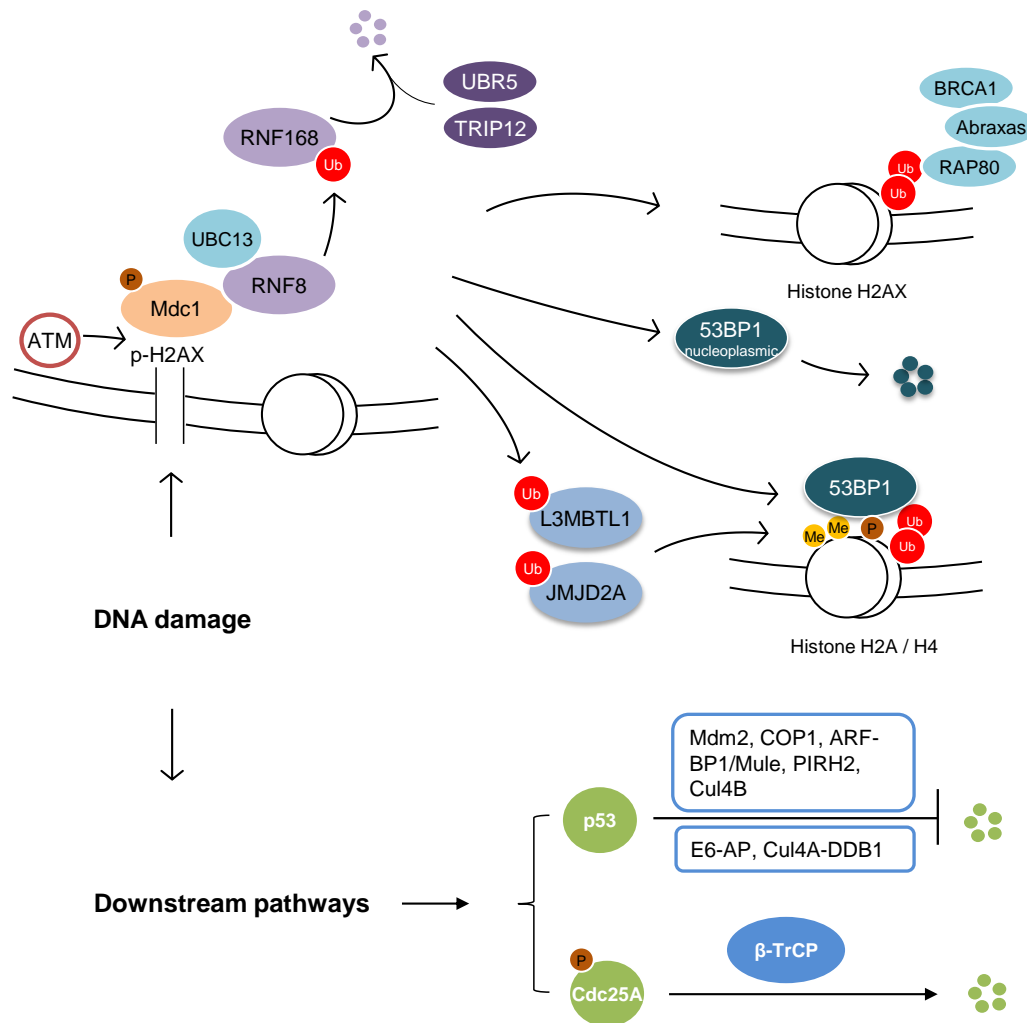 UBR5
TRIP12
RNF168
Ub
BRCA1
Abraxas
RAP80
Ub
Ub
Histone H2AX
UBC13
RNF8
P
Mdc1
ATM
p-H2AX
53BP1
nucleoplasmic
Ub
L3MBTL1
Ub
JMJD2A
53BP1
Me
Me
P
Ub
Ub
Histone H2A / H4
DNA damage
Mdm2, COP1, ARF-
BP1/Mule, PIRH2,
Cul4B
p53
E6-AP, Cul4A-DDB1
Downstream pathways
P
Cdc25A
β-TrCP